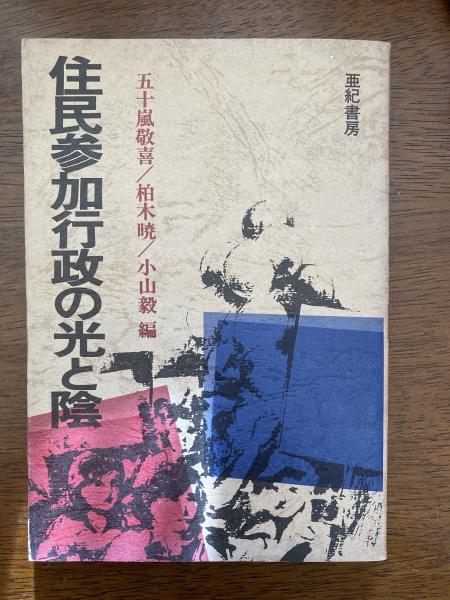 亜紀書房
五十嵐敬喜／柏木暁／小山毅 編
住民参加行政の光と陰